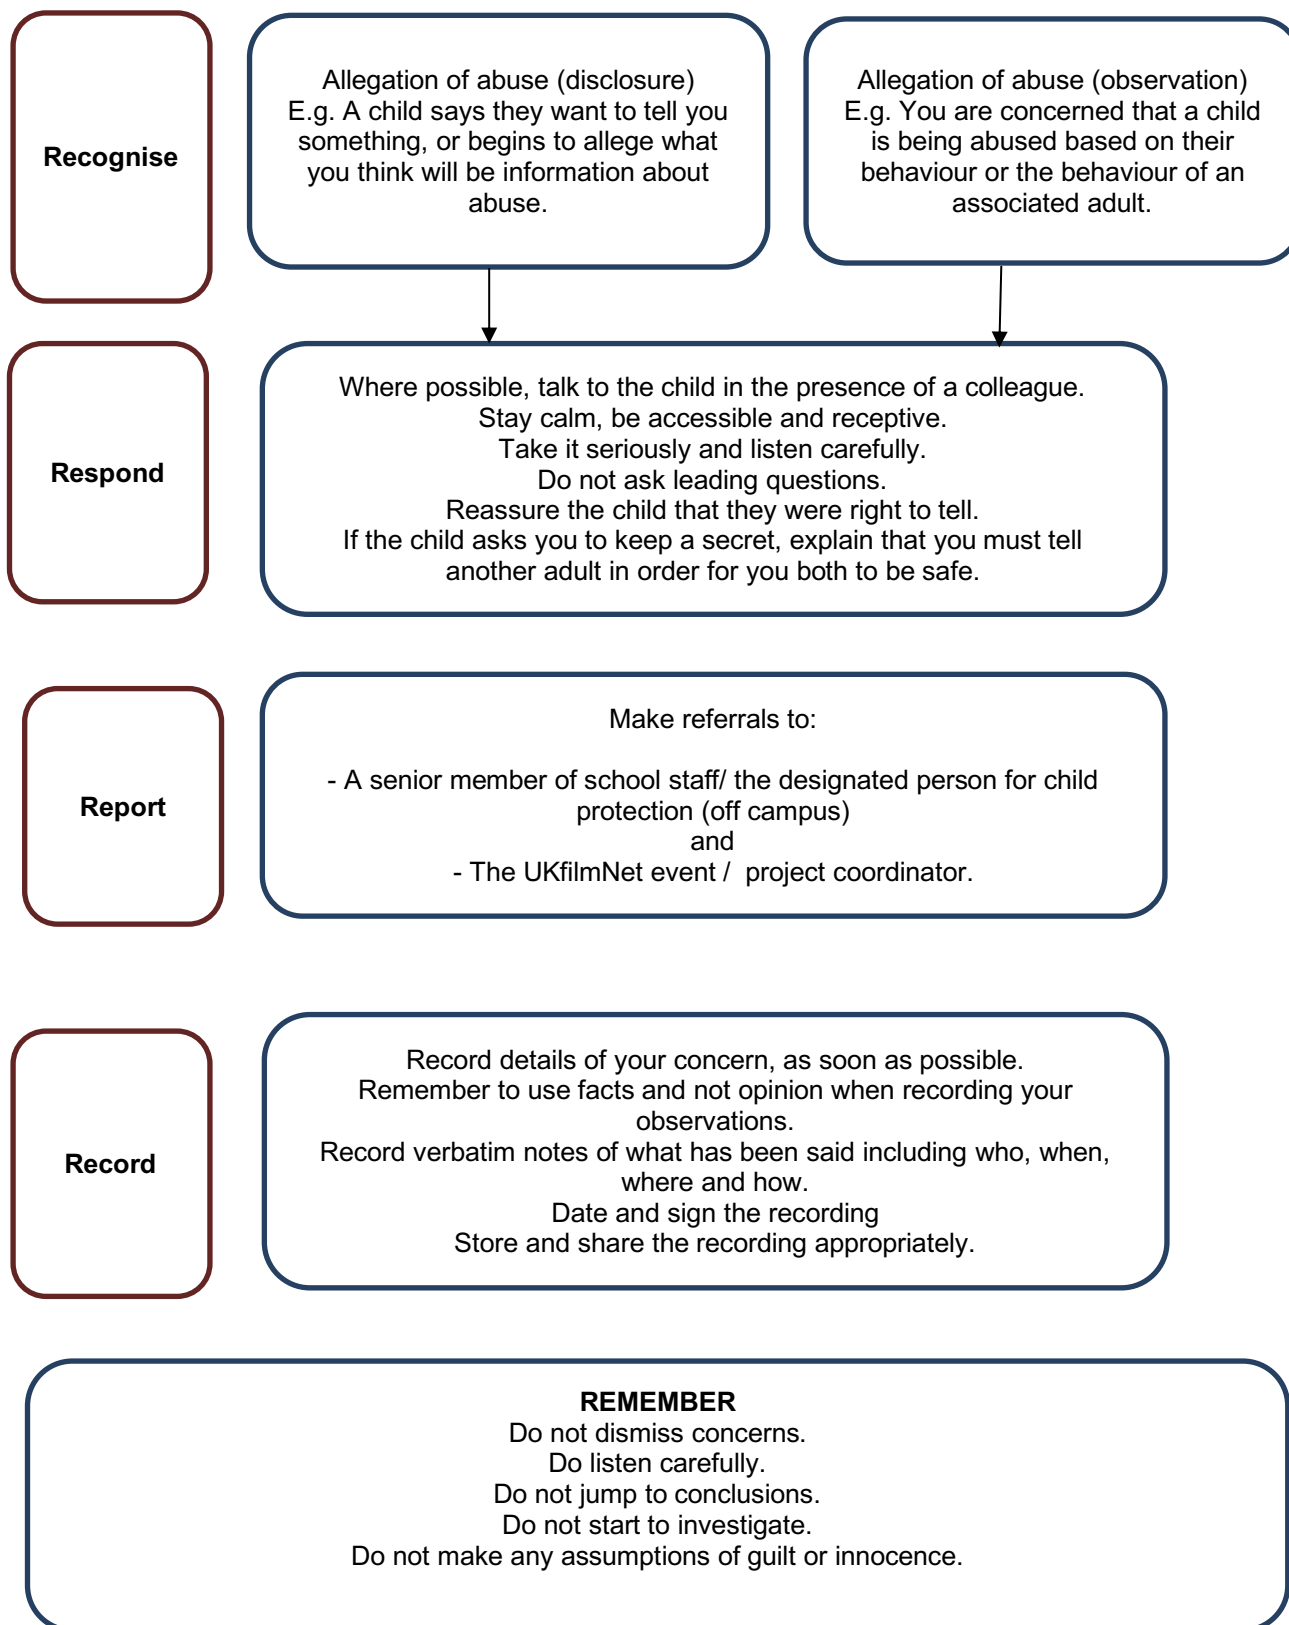 Recognise
Allegation of abuse (disclosure)
E.g. A child says they want to tell you
something, or begins to allege what
you think will be information about
abuse.
Allegation of abuse (observation)
E.g. You are concerned that a child
is being abused based on their
behaviour or the behaviour of an
associated adult.
Respond
Where possible, talk to the child in the presence of a colleague.
Stay calm, be accessible and receptive.
Take it seriously and listen carefully.
Do not ask leading questions.
Reassure the child that they were right to tell.
If the child asks you to keep a secret, explain that you must tell
another adult in order for you both to be safe.
Report
Make referrals to:
- A senior member of school staff/ the designated person for child
protection (off campus)
and
- The UKfilmNet event /  project coordinator.
Record
Record details of your concern, as soon as possible.
Remember to use facts and not opinion when recording your
observations.
Record verbatim notes of what has been said including who, when,
where and how.
Date and sign the recording
Store and share the recording appropriately.
REMEMBER
Do not dismiss concerns.
Do listen carefully.
Do not jump to conclusions.
Do not start to investigate.
Do not make any assumptions of guilt or innocence.